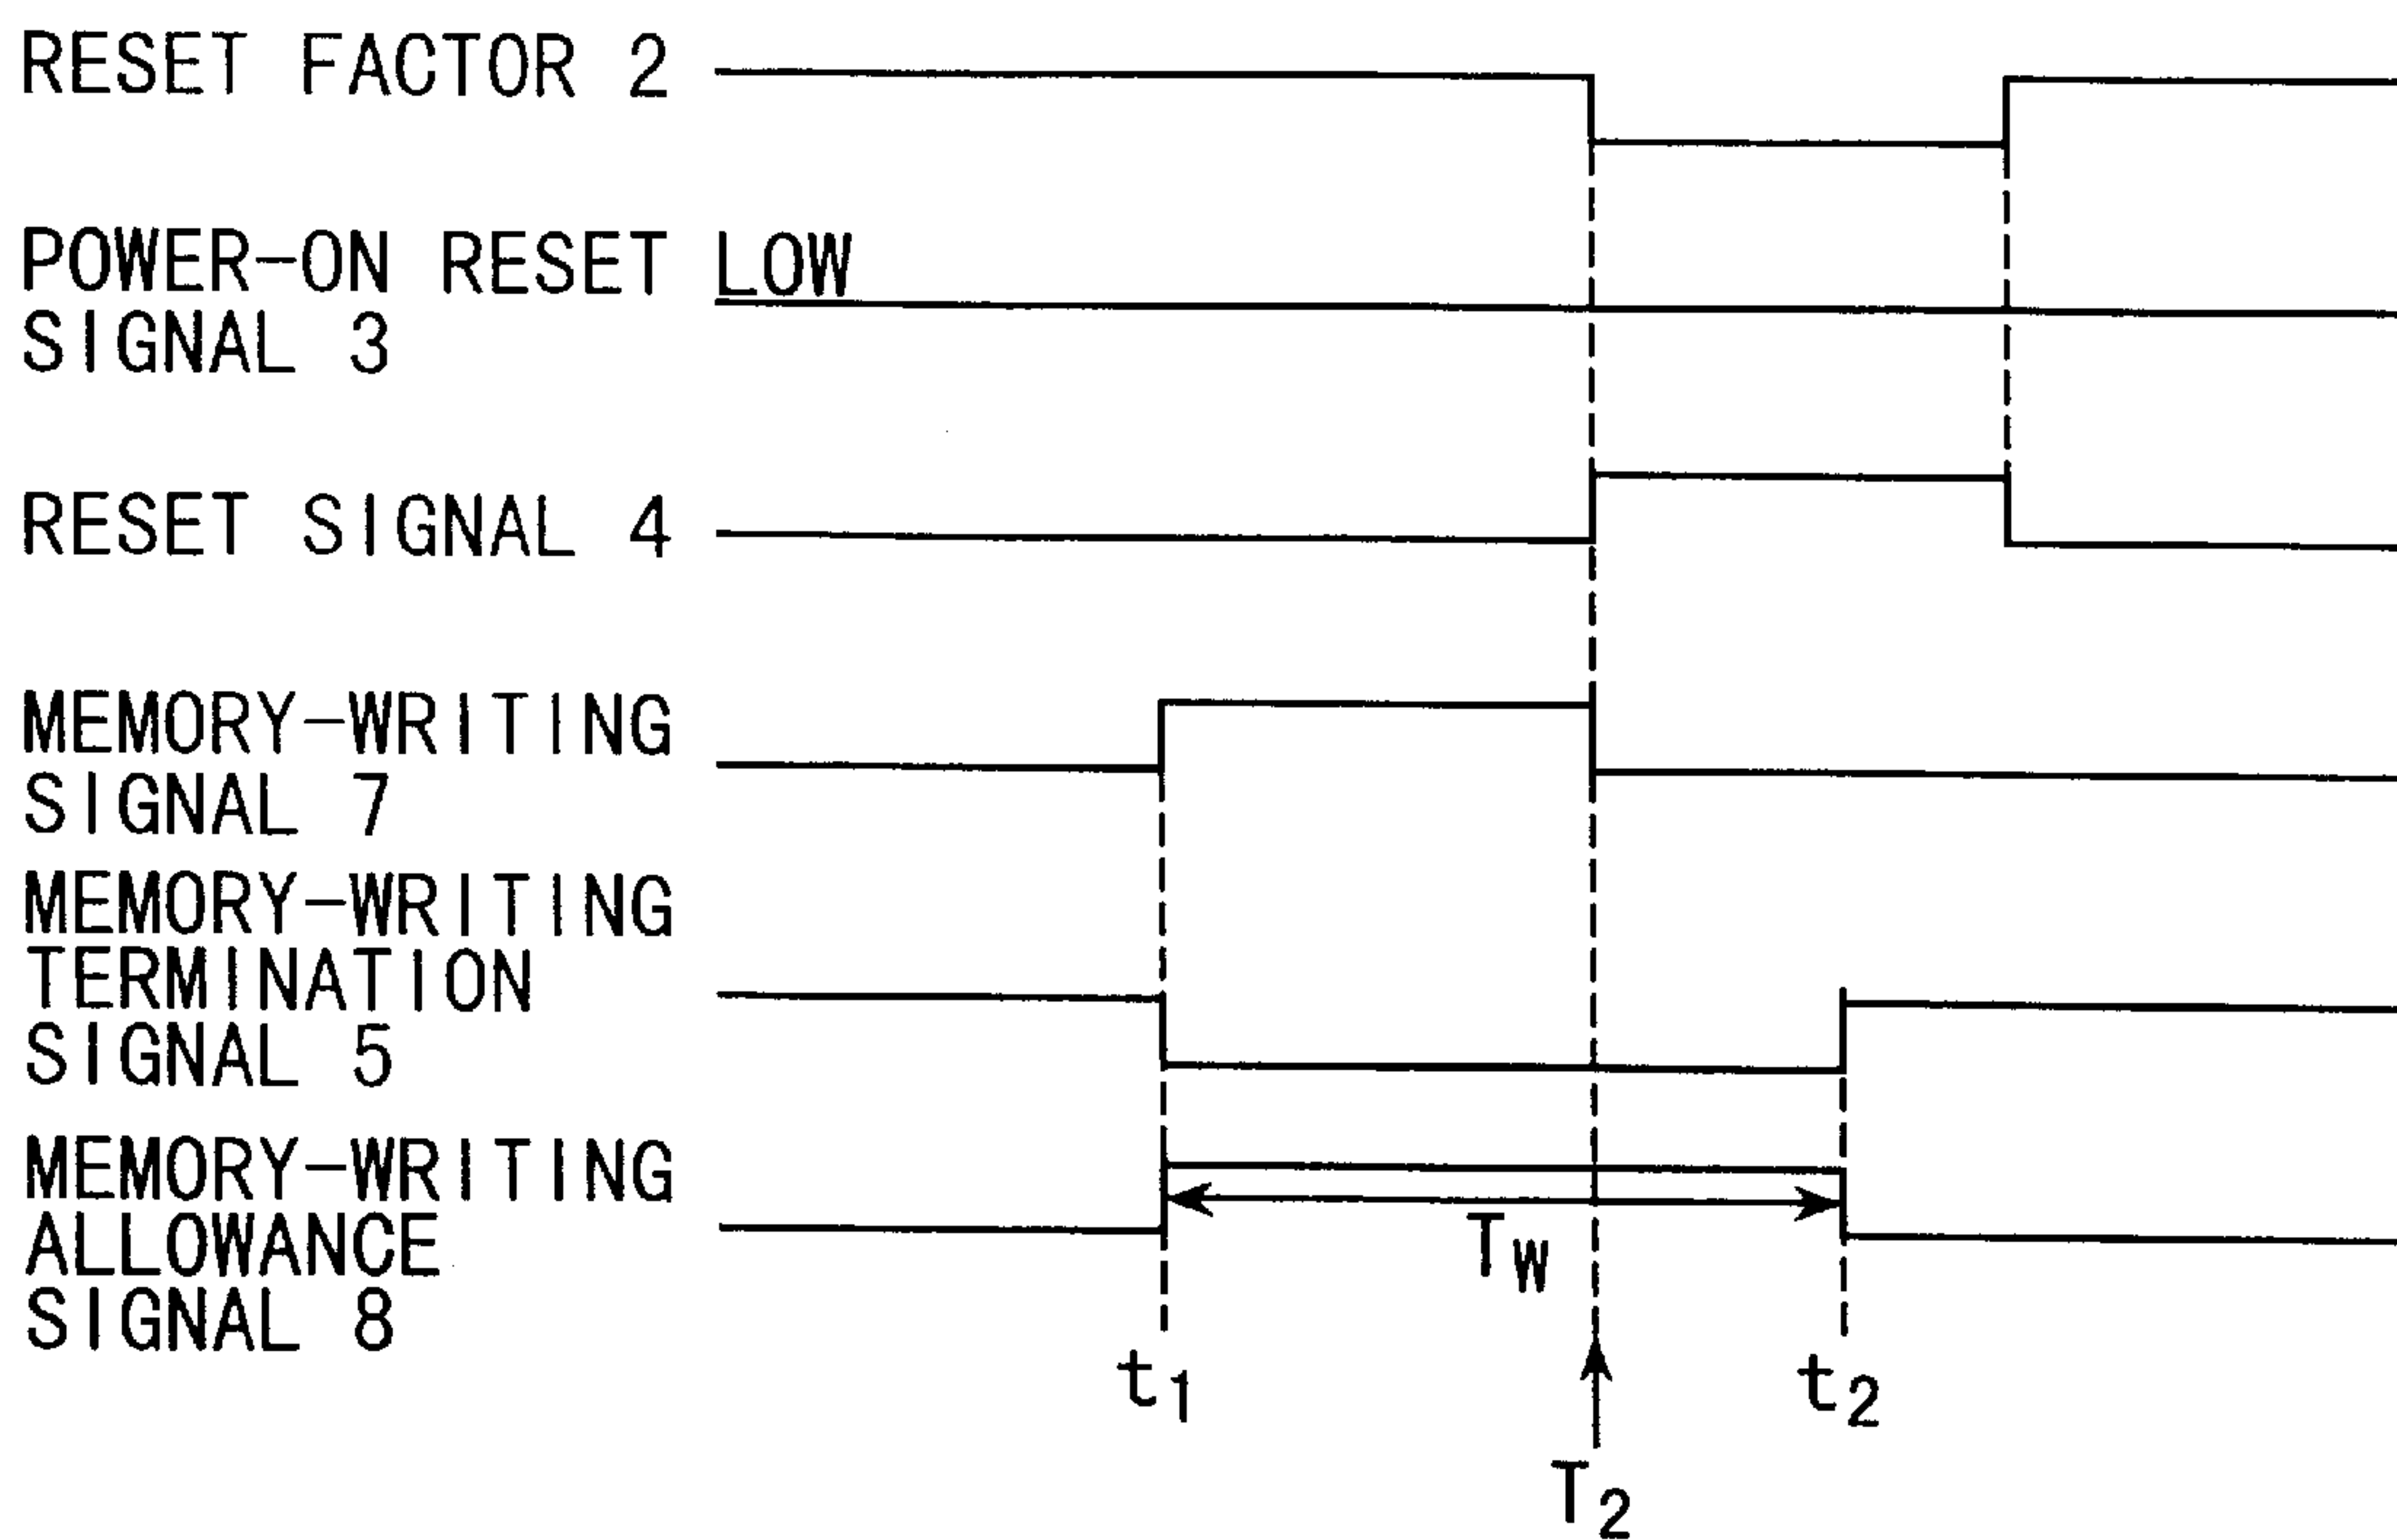 RESET FACTOR 2
POWER-ON RESET LOW
SIGNAL 3
RESET SIGNAL 4
MEMORY-WRITING
SIGNAL 7
MEMORY-WRITING
TERMINATION
SIGNAL 5
MEMORY-WRITING
ALLOWANCE
SIGNAL 8
TW
t1
t2
T2